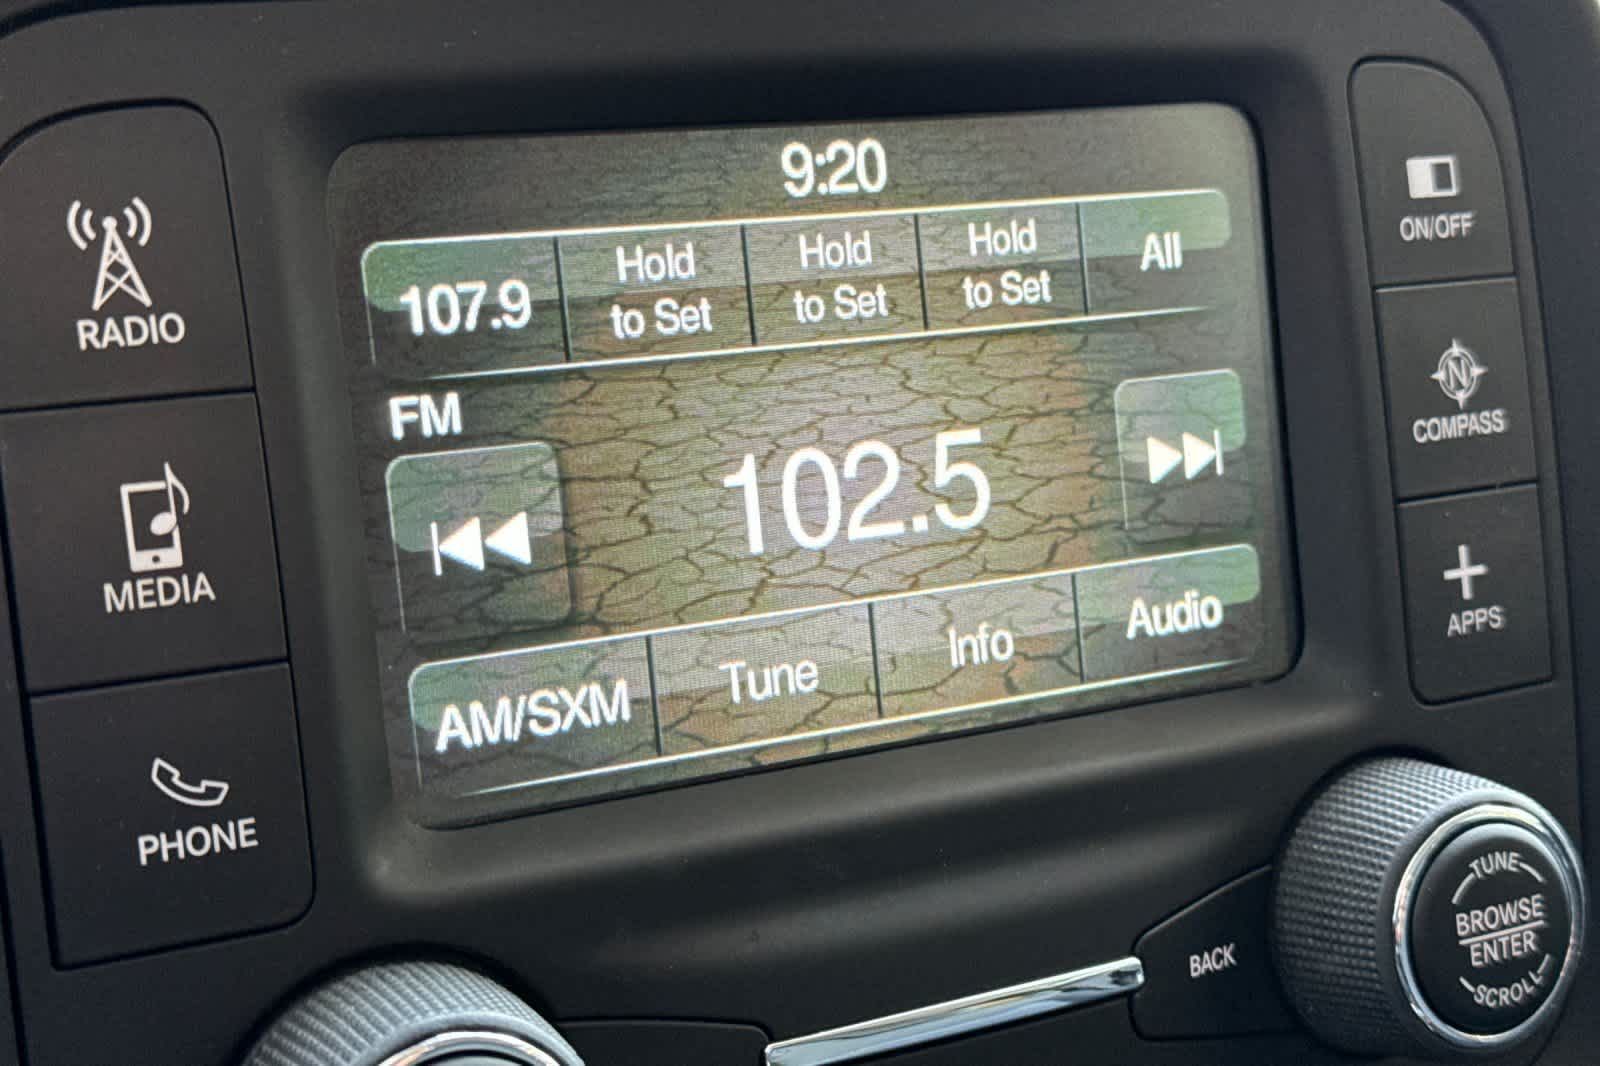 9:20
107.9
Hold
to Set
Hold
to Set
Hold
to Set
All
FM
102.5
AM/SXM
Tune
Info
Audio
RADIO
MEDIA
PHONE
ON/OFF
N
COMPASS
APPS
BACK
TUNE
BROWSE
ENTER
SCROLL